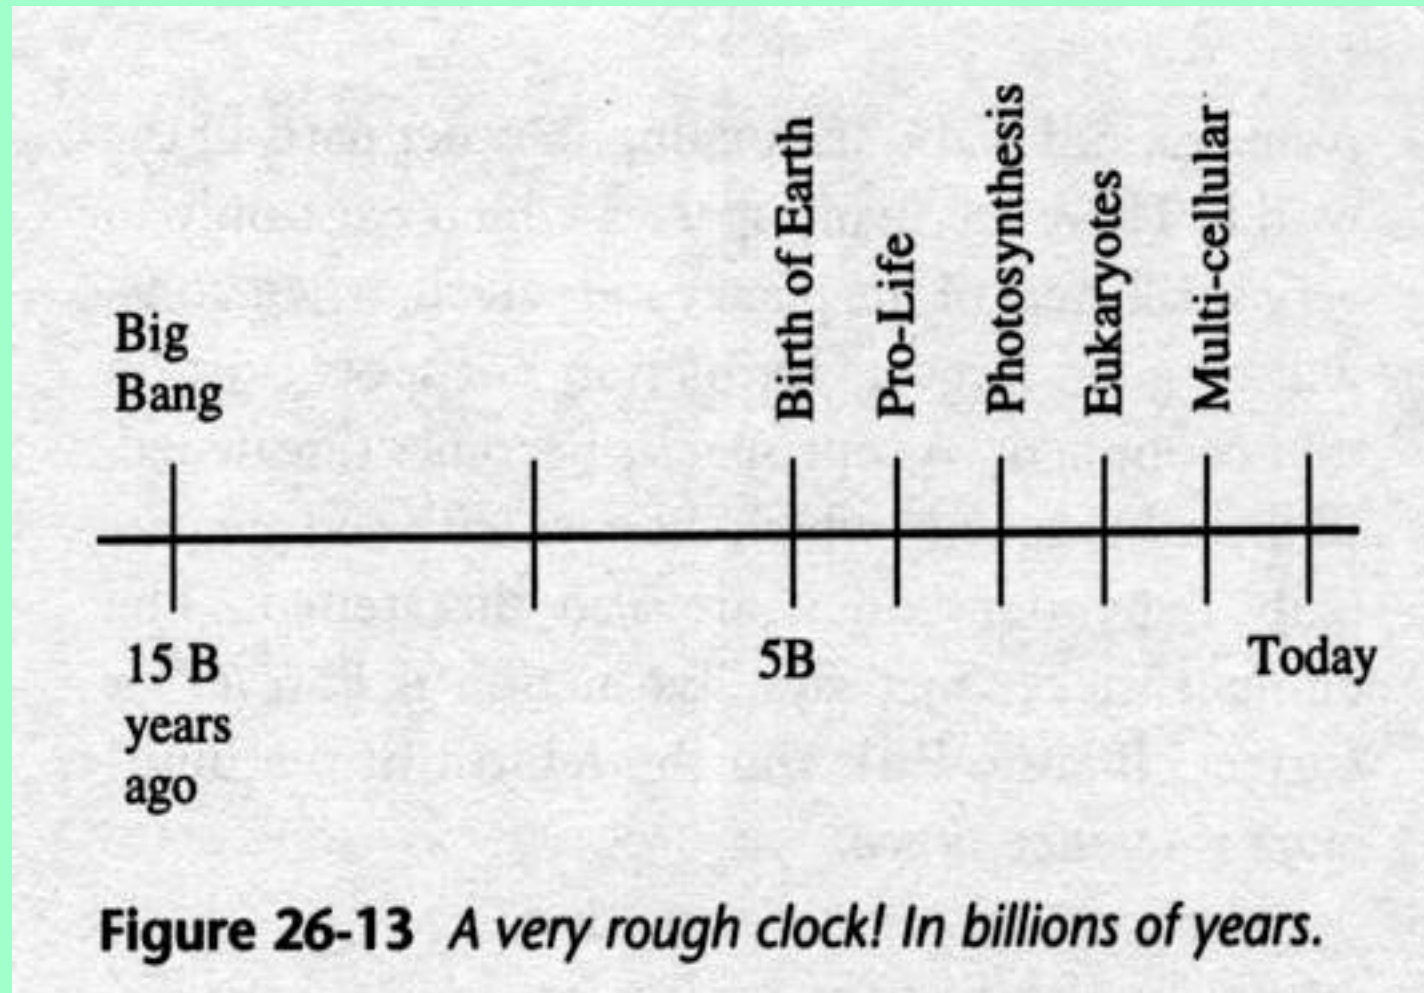 Big
Bang
Birth of Earth
Pro-Life
Photosynthesis
Eukaryotes
Multi-cellular
15 B
years
ago
5B
Today
Figure 26-13 A very rough clock! In billions of years.